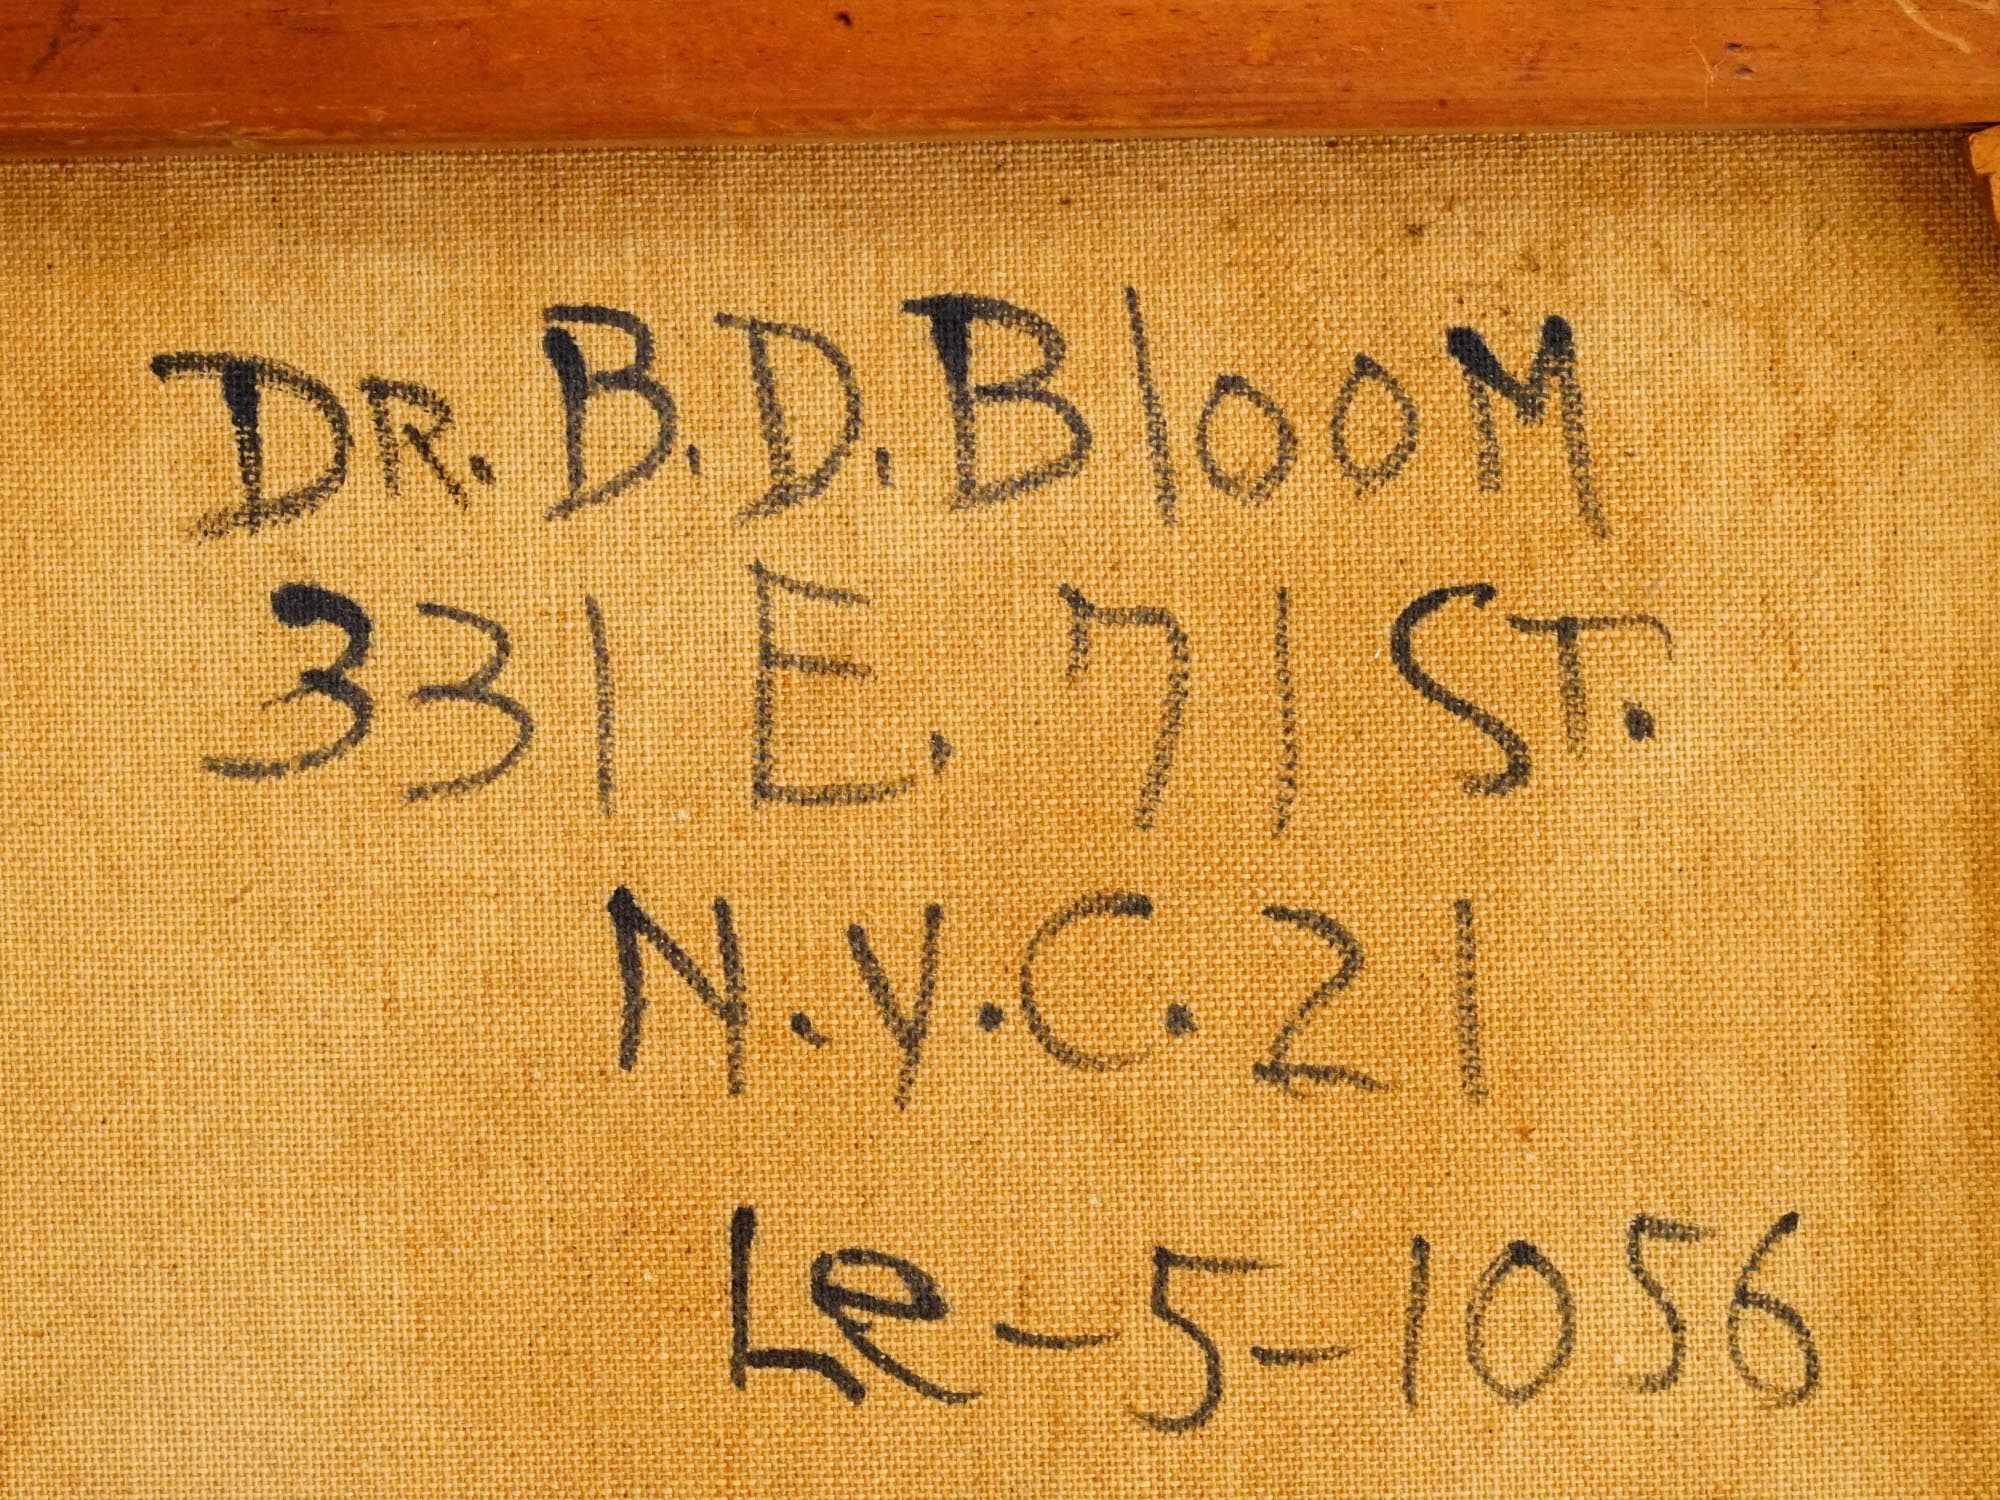 DR. B. D. BlooM
331 E. 71 ST.
N.Y.C. 21
Le-5-1056